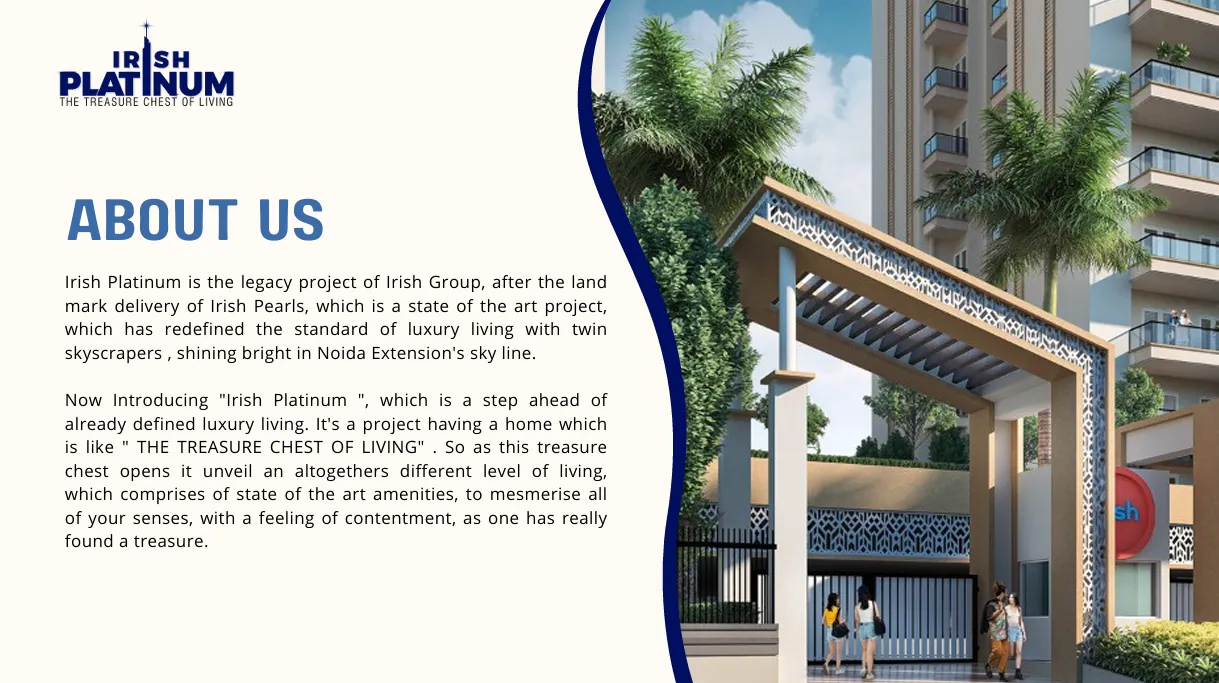 IRISH
PLATINUM
THE TREASURE CHEST OF LIVING
ABOUT US
Irish Platinum is the legacy project of Irish Group, after the land
mark delivery of Irish Pearls, which is a state of the art project,
which has redefined the standard of luxury living with twin
skyscrapers , shining bright in Noida Extension's sky line.
Now Introducing "Irish Platinum ", which is a step ahead of
already defined luxury living. It's a project having a home which
is like " THE TREASURE CHEST OF LIVING" . So as this treasure
chest opens it unveil an altogethers different level of living,
which comprises of state of the art amenities, to mesmerise all
of your senses, with a feeling of contentment, as one has really
found a treasure.
sh